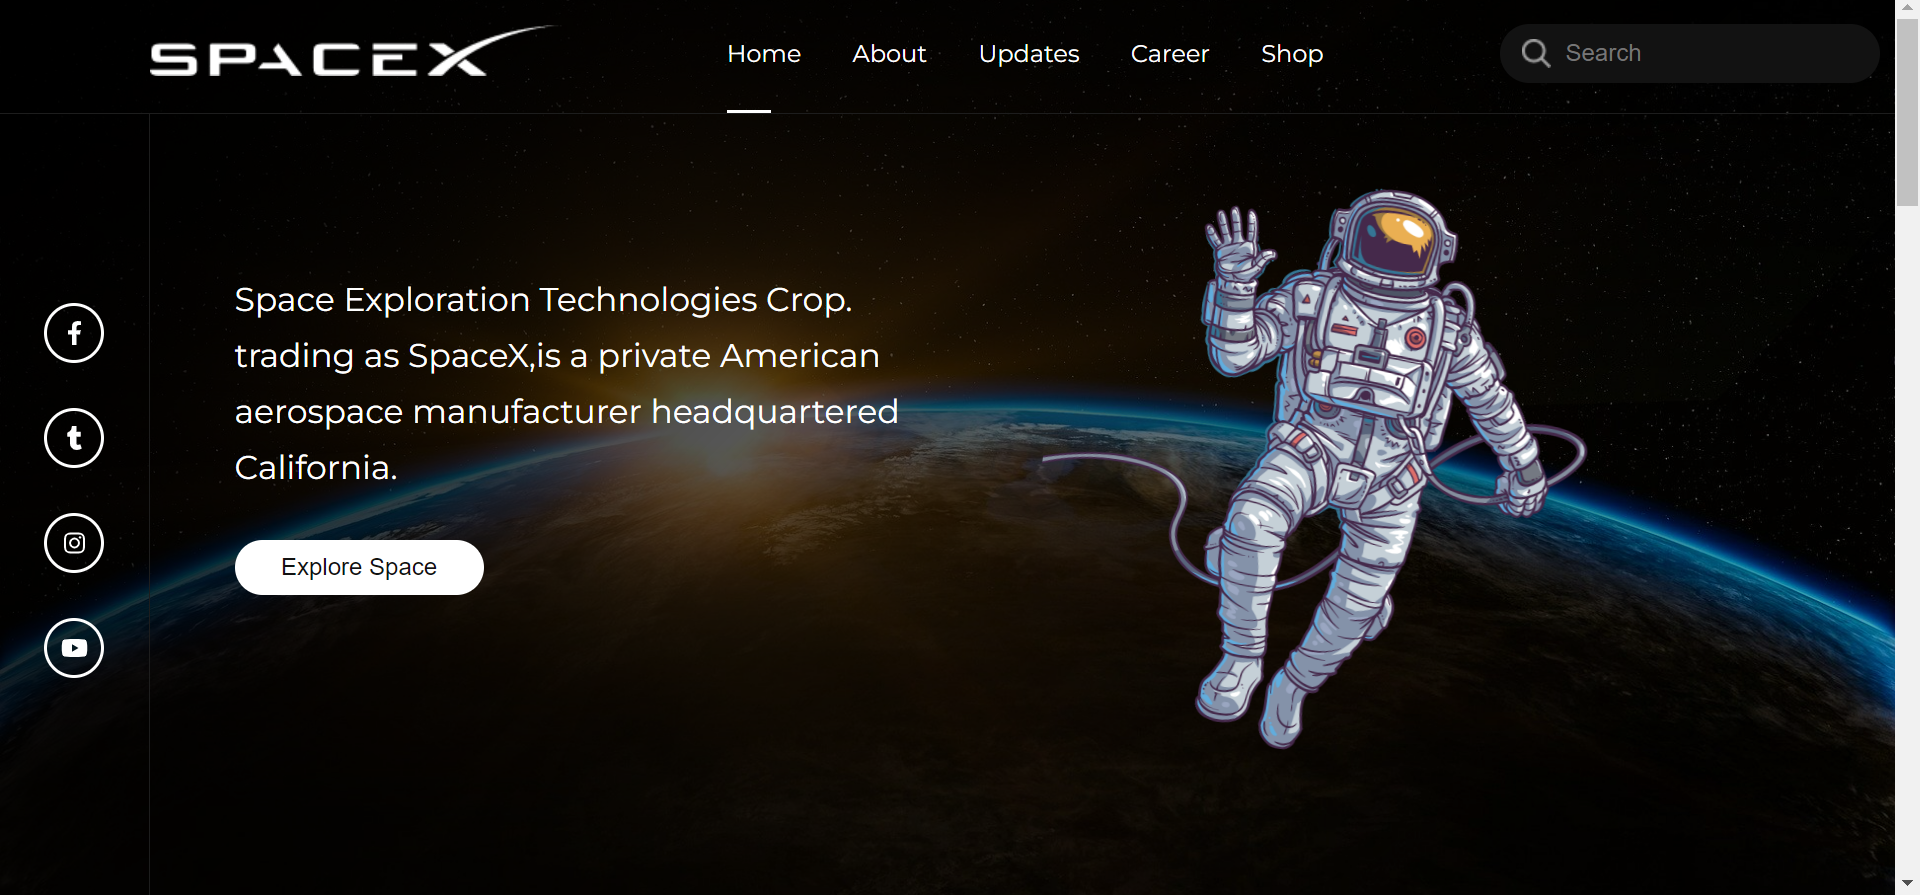 SPACEX
Home
About
Updates
Career
Shop
Search
Space Exploration Technologies Crop.
trading as SpaceX,is a private American
aerospace manufacturer headquartered
California.
Explore Space